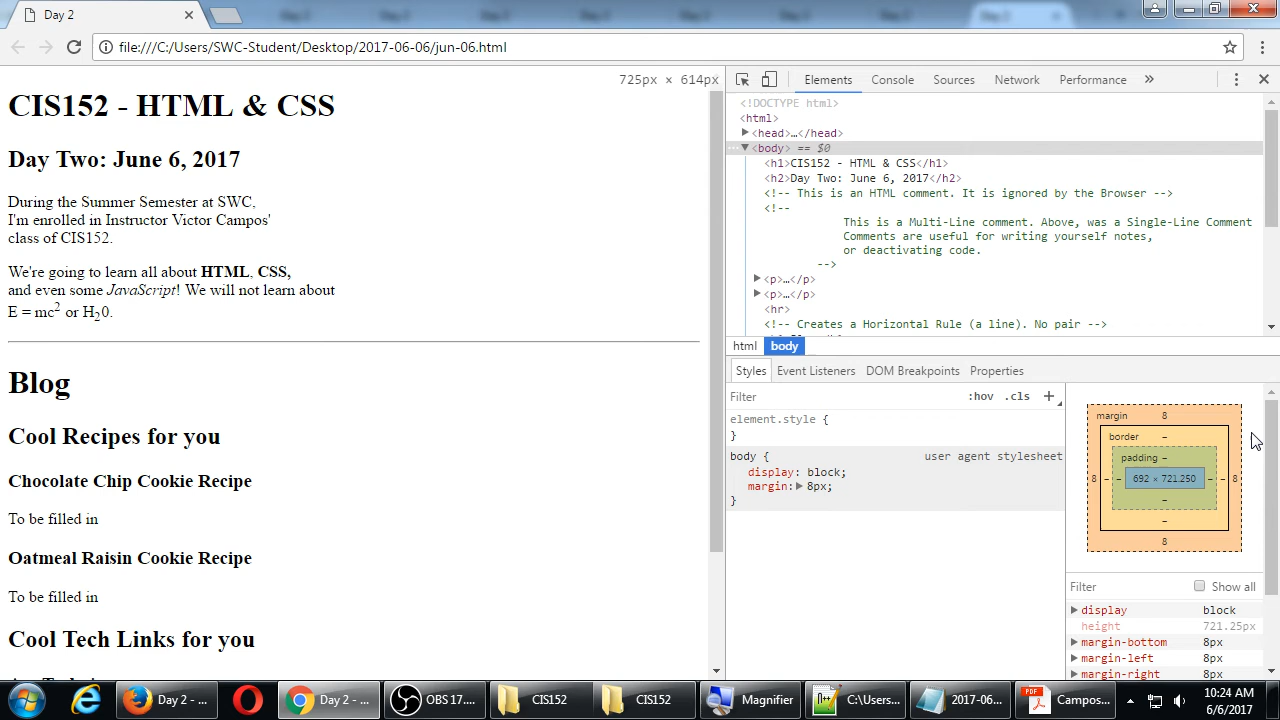 Day 2
file:///C:/Users/SWC-Student/Desktop/2017-06-06/jun-06.html
725px × 614px
CIS152 - HTML & CSS
Day Two: June 6, 2017
During the Summer Semester at SWC,
I'm enrolled in Instructor Victor Campos'
class of CIS152.
We're going to learn all about HTML, CSS,
and even some JavaScript! We will not learn about
E = mc2 or H20.
Blog
Cool Recipes for you
Chocolate Chip Cookie Recipe
To be filled in
Oatmeal Raisin Cookie Recipe
To be filled in
Cool Tech Links for you
Elements Console Sources Network Performance »
<!DOCTYPE html>
<html>
<head>…</head>
<body> == $0
<h1>CIS152 - HTML & CSS</h1>
<h2>Day Two: June 6, 2017</h2>
<!-- This is an HTML comment. It is ignored by the Browser -->
<!--
This is a Multi-Line comment. Above, was a Single-Line Comment
Comments are useful for writing yourself notes,
or deactivating code.
-->
<p>…</p>
<p>…</p>
<hr>
<!-- Creates a Horizontal Rule (a line). No pair -->
html body
Styles Event Listeners DOM Breakpoints Properties
Filter :hov .cls +
element.style {
}
body { user agent stylesheet
display: block;
margin: 8px;
}
margin 8
border –
padding –
8 – – 692 × 721.250 – – 8
–
–
8
Filter Show all
display block
height 721.25px
margin-bottom 8px
margin-left 8px
margin-right 8px
Day 2 - ... Day 2 - ... OBS 17.... CIS152 CIS152 Magnifier C:\Users... 2017-06... Campos...
10:24 AM
6/6/2017